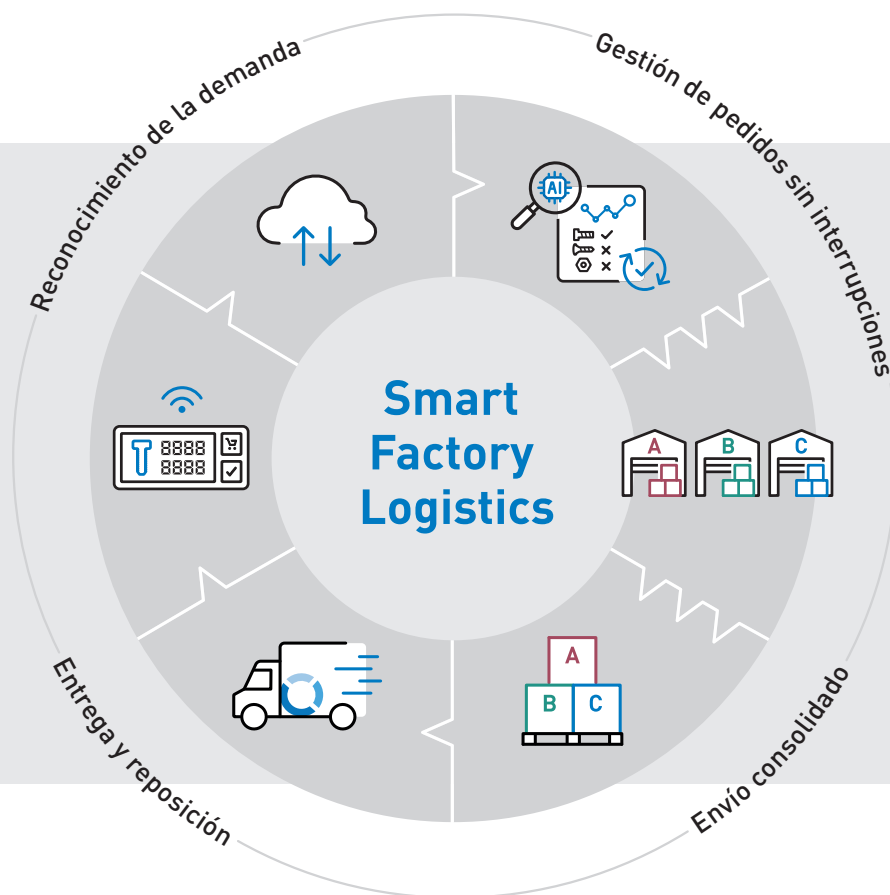 Reconocimiento de la demanda
Gestión de pedidos sin interrupciones
AI
Smart
Factory
Logistics
8888
8888
A
B
C
A
B
C
Entrega y reposición
Envío consolidado